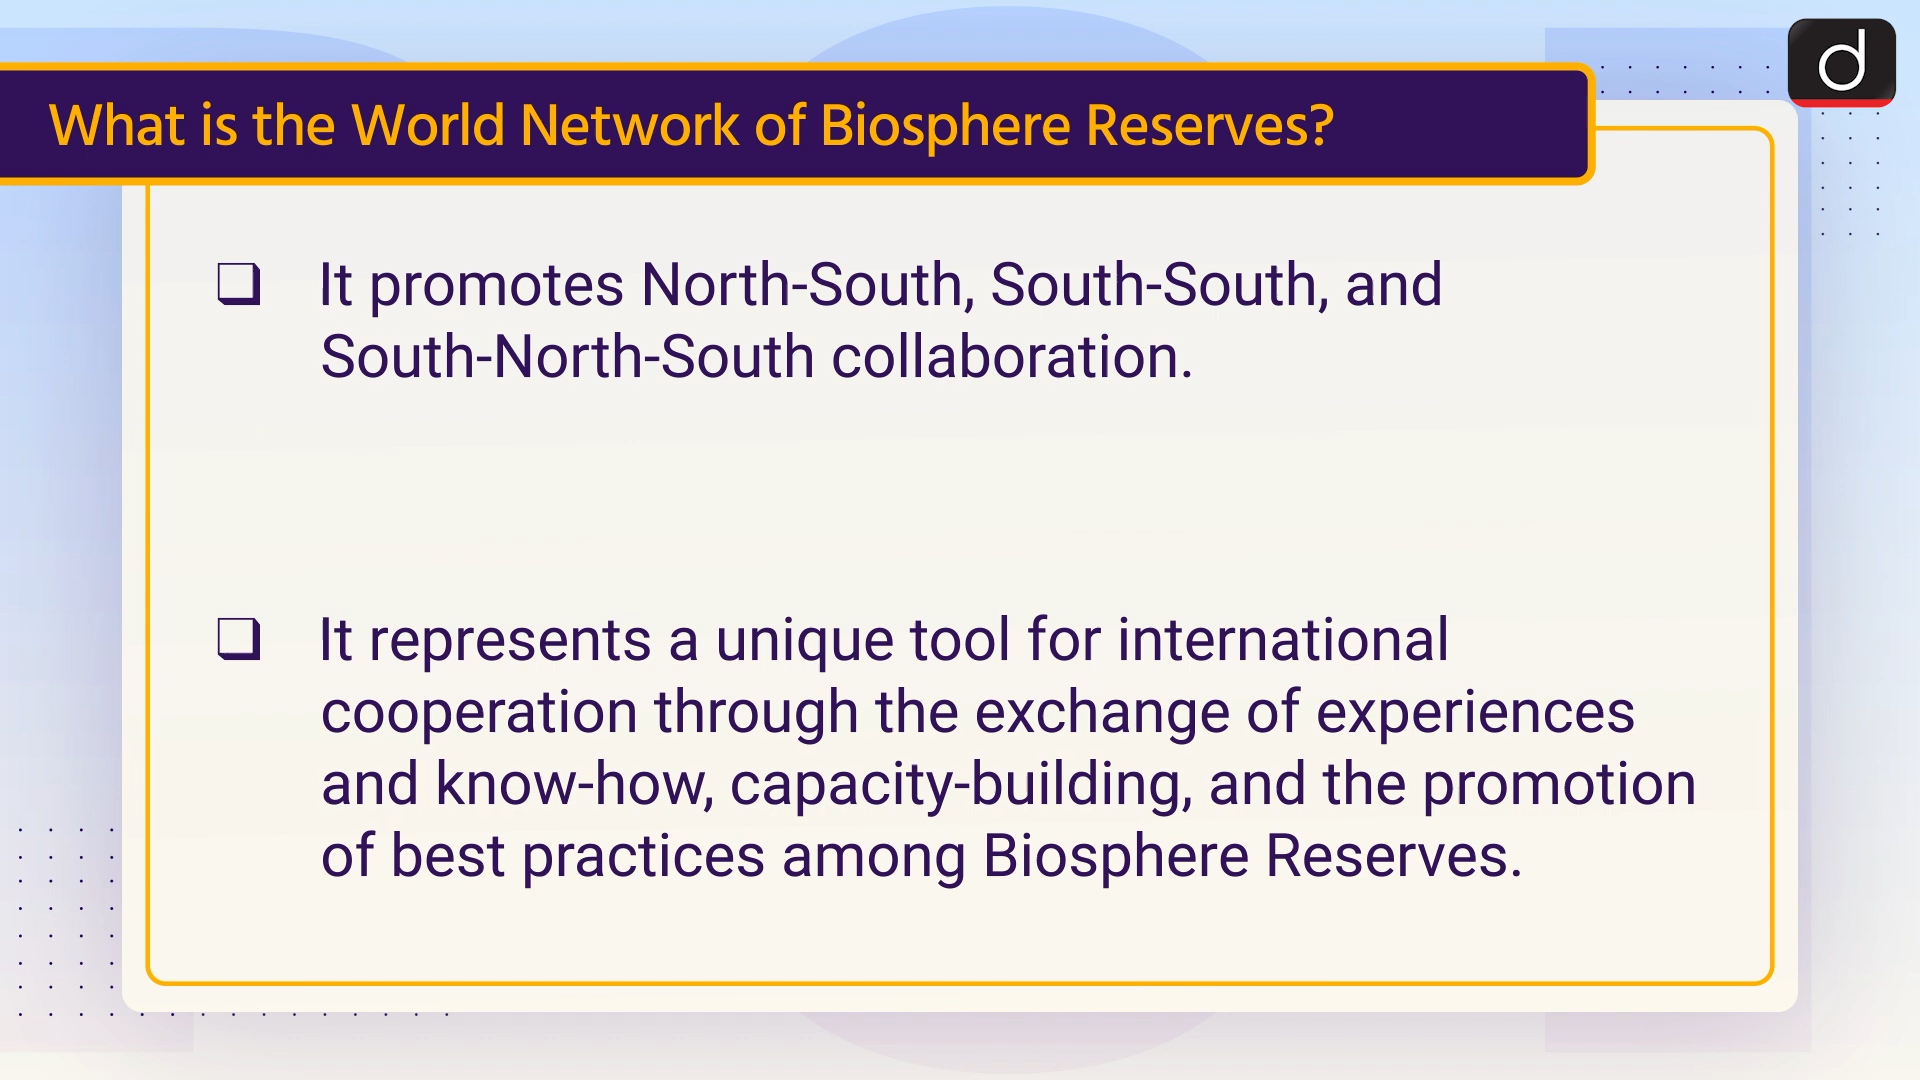 What is the World Network of Biosphere Reserves?
d
❏ It promotes North-South, South-South, and
South-North-South collaboration.
❏ It represents a unique tool for international
cooperation through the exchange of experiences
and know-how, capacity-building, and the promotion
of best practices among Biosphere Reserves.